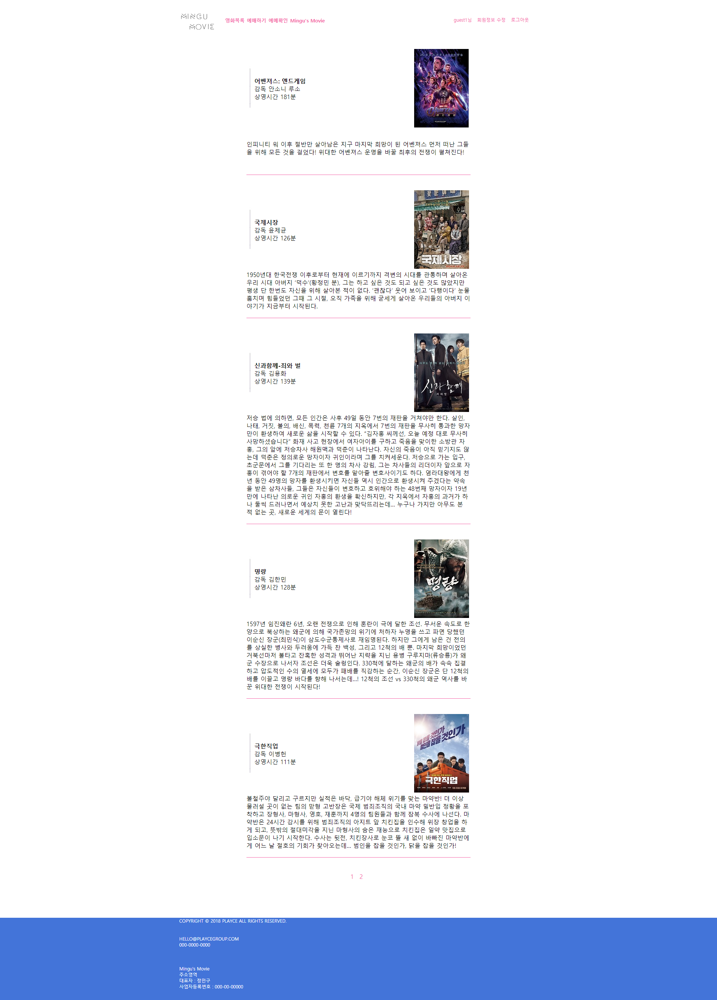 MINGU
MOVIE
영화목록 예매하기 예메확인 Mingu's Movie
guest1님 회원정보 수정 로그아웃
어벤져스: 엔드게임
감독 안소니 루소
상영시간 181분
어벤져스
엔드게임
인피니티 워 이후 절반만 살아남은 지구 마지막 희망이 된 어벤져스 먼저 떠난 그들
을 위해 모든 것을 걸었다! 위대한 어벤져스 운명을 바꿀 최후의 전쟁이 펼쳐진다!
그 때 그 시절,
굳세게 살아온 우리들의 이야기
수입
국제시장
감독 윤제균
상영시간 126분
국제시장
2014.12.17
1950년대 한국전쟁 이후로부터 현재에 이르기까지 격변의 시대를 관통하며 살아온
우리 시대 아버지 ‘덕수’(황정민 분), 그는 하고 싶은 것도 되고 싶은 것도 많았지만
평생 단 한번도 자신을 위해 살아본 적이 없다. ‘괜찮다’ 웃어 보이고 ‘다행이다’ 눈물
훔치며 힘들었던 그때 그 시절, 오직 가족을 위해 굳세게 살아온 우리들의 아버지 이
야기가 지금부터 시작된다.
신과함께-죄와 벌
감독 김용화
상영시간 139분
신과 함께
죄와 벌
저승 법에 의하면, 모든 인간은 사후 49일 동안 7번의 재판을 거쳐야만 한다. 살인,
나태, 거짓, 불의, 배신, 폭력, 천륜 7개의 지옥에서 7번의 재판을 무사히 통과한 망자
만이 환생하여 새로운 삶을 시작할 수 있다. “김자홍 씨께선, 오늘 예정 대로 무사히
사망하셨습니다” 화재 사고 현장에서 여자아이를 구하고 죽음을 맞이한 소방관 자
홍, 그의 앞에 저승차사 해원맥과 덕춘이 나타난다. 자신의 죽음이 아직 믿기지도 않
는데 덕춘은 정의로운 망자이자 귀인이라며 그를 치켜세운다. 저승으로 가는 입구,
초군문에서 그를 기다리는 또 한 명의 차사 강림, 그는 차사들의 리더이자 앞으로 자
홍이 겪어야 할 7개의 재판에서 변호를 맡아줄 변호사이기도 하다. 염라대왕에게 천
년 동안 49명의 망자를 환생시키면 자신들 역시 인간으로 환생시켜 주겠다는 약속
을 받은 삼차사들, 그들은 자신들이 변호하고 호위해야 하는 48번째 망자이자 19년
만에 나타난 의로운 귀인 자홍의 환생을 확신하지만, 각 지옥에서 자홍의 과거가 하
나 둘씩 드러나면서 예상치 못한 고난과 맞닥뜨리는데… 누구나 가지만 아무도 본
적 없는 곳, 새로운 세계의 문이 열린다!
명량
감독 김한민
상영시간 128분
명량
1597년 임진왜란 6년, 오랜 전쟁으로 인해 혼란이 극에 달한 조선. 무서운 속도로 한
양으로 북상하는 왜군에 의해 국가존망의 위기에 처하자 누명을 쓰고 파면 당했던
이순신 장군(최민식)이 삼도수군통제사로 재임명된다. 하지만 그에게 남은 건 전의
를 상실한 병사와 두려움에 가득 찬 백성, 그리고 12척의 배 뿐. 마지막 희망이었던
거북선마저 불타고 잔혹한 성격과 뛰어난 지략을 지닌 용병 구루지마(류승룡)가 왜
군 수장으로 나서자 조선은 더욱 술렁인다. 330척에 달하는 왜군의 배가 속속 집결
하고 압도적인 수의 열세에 모두가 패배를 직감하는 순간, 이순신 장군은 단 12척의
배를 이끌고 명량 바다를 향해 나서는데…! 12척의 조선 vs 330척의 왜군 역사를 바
꾼 위대한 전쟁이 시작된다!
극한직업
감독 이병헌
상영시간 111분
닭을 잡을 것인가
범인을 잡을 것인가
극한직업
불철주야 달리고 구르지만 실적은 바닥, 급기야 해체 위기를 맞는 마약반! 더 이상
물러설 곳이 없는 팀의 맏형 고반장은 국제 범죄조직의 국내 마약 밀반입 정황을 포
착하고 장형사, 마형사, 영호, 재훈까지 4명의 팀원들과 함께 잠복 수사에 나선다. 마
약반은 24시간 감시를 위해 범죄조직의 아지트 앞 치킨집을 인수해 위장 창업을 하
게 되고, 뜻밖의 절대미각을 지닌 마형사의 숨은 재능으로 치킨집은 일약 맛집으로
입소문이 나기 시작한다. 수사는 뒷전, 치킨장사로 눈코 뜰 새 없이 바빠진 마약반에
게 어느 날 절호의 기회가 찾아오는데… 범인을 잡을 것인가, 닭을 잡을 것인가!
1 2
COPYRIGHT © 2018 PLAYCE ALL RIGHTS RESERVED.
HELLO@PLAYCEGROUP.COM
000-0000-0000
Mingu's Movie
주소영역
대표자 : 정민구
사업자등록번호 : 000-00-00000